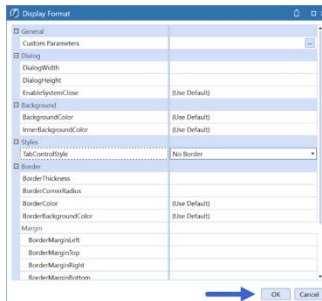 Display Format
General
Custom Parameters
Dialog
DialogWidth
DialogHeight
EnableSystemClose (Use Default)
Background
BackgroundColor (Use Default)
InnerBackgroundColor (Use Default)
Styles
TabControlStyle No Border
Border
BorderThickness
BorderCornerRadius
BorderColor (Use Default)
BorderBackgroundColor (Use Default)
Margin
BorderMarginLeft
BorderMarginTop
BorderMarginRight
BorderMarginBottom
OK Cancel